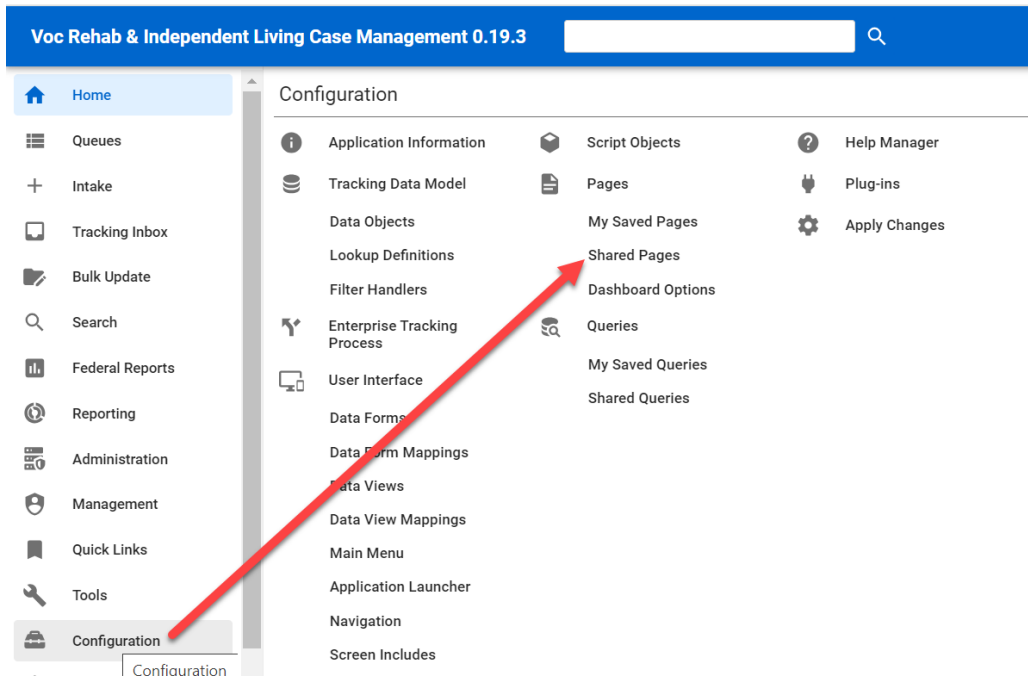 Voc Rehab & Independent Living Case Management 0.19.3
Home
Queues
Intake
Tracking Inbox
Bulk Update
Search
Federal Reports
Reporting
Administration
Management
Quick Links
Tools
Configuration
Configuration
Configuration
Application Information
Tracking Data Model
Data Objects
Lookup Definitions
Filter Handlers
Enterprise Tracking
Process
User Interface
Data Forms
Data Form Mappings
Data Views
Data View Mappings
Main Menu
Application Launcher
Navigation
Screen Includes
Script Objects
Pages
My Saved Pages
Shared Pages
Dashboard Options
Queries
My Saved Queries
Shared Queries
Help Manager
Plug-ins
Apply Changes